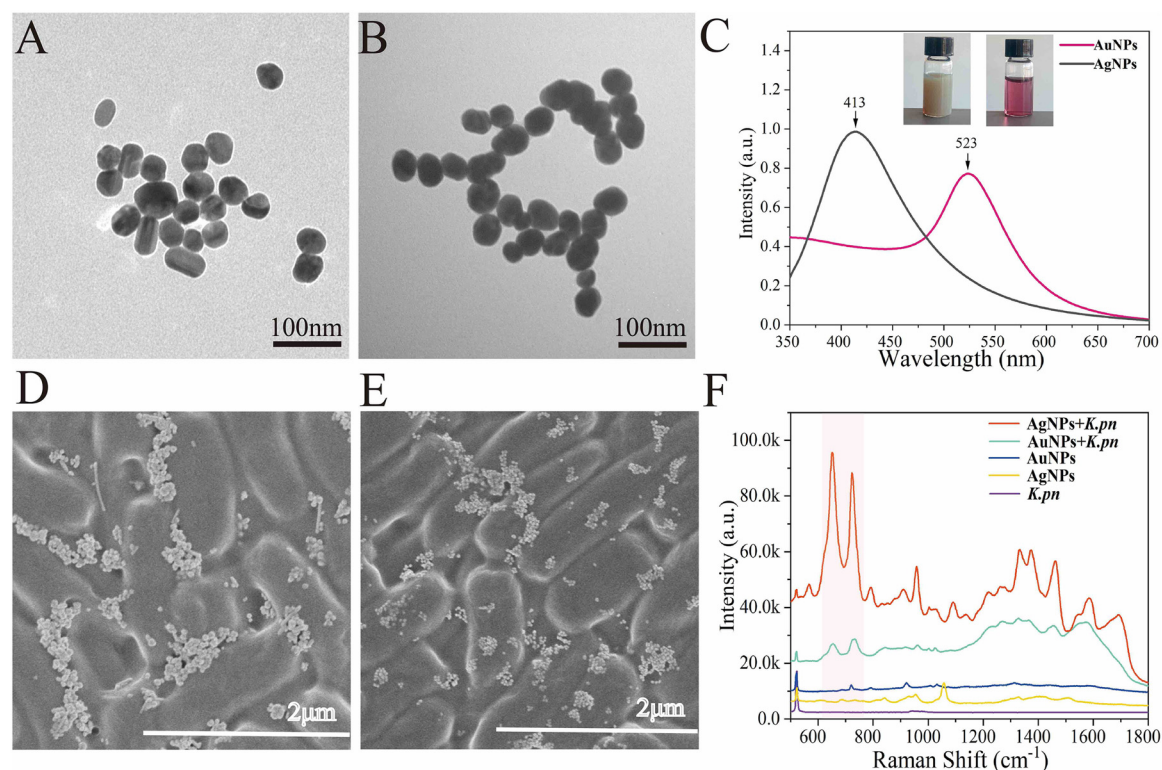 A
100nm
B
100nm
C
1.4
1.2
1.0
0.8
0.6
0.4
0.2
0.0
350 400 450 500 550 600 650 700
Intensity (a.u.)
Wavelength (nm)
413
523
AuNPs
AgNPs
D
2μm
E
2μm
F
100.0k
80.0k
60.0k
40.0k
20.0k
0.0
600 800 1000 1200 1400 1600 1800
Intensity (a.u.)
Raman Shift (cm⁻¹)
AgNPs+K.pn
AuNPs+K.pn
AuNPs
AgNPs
K.pn